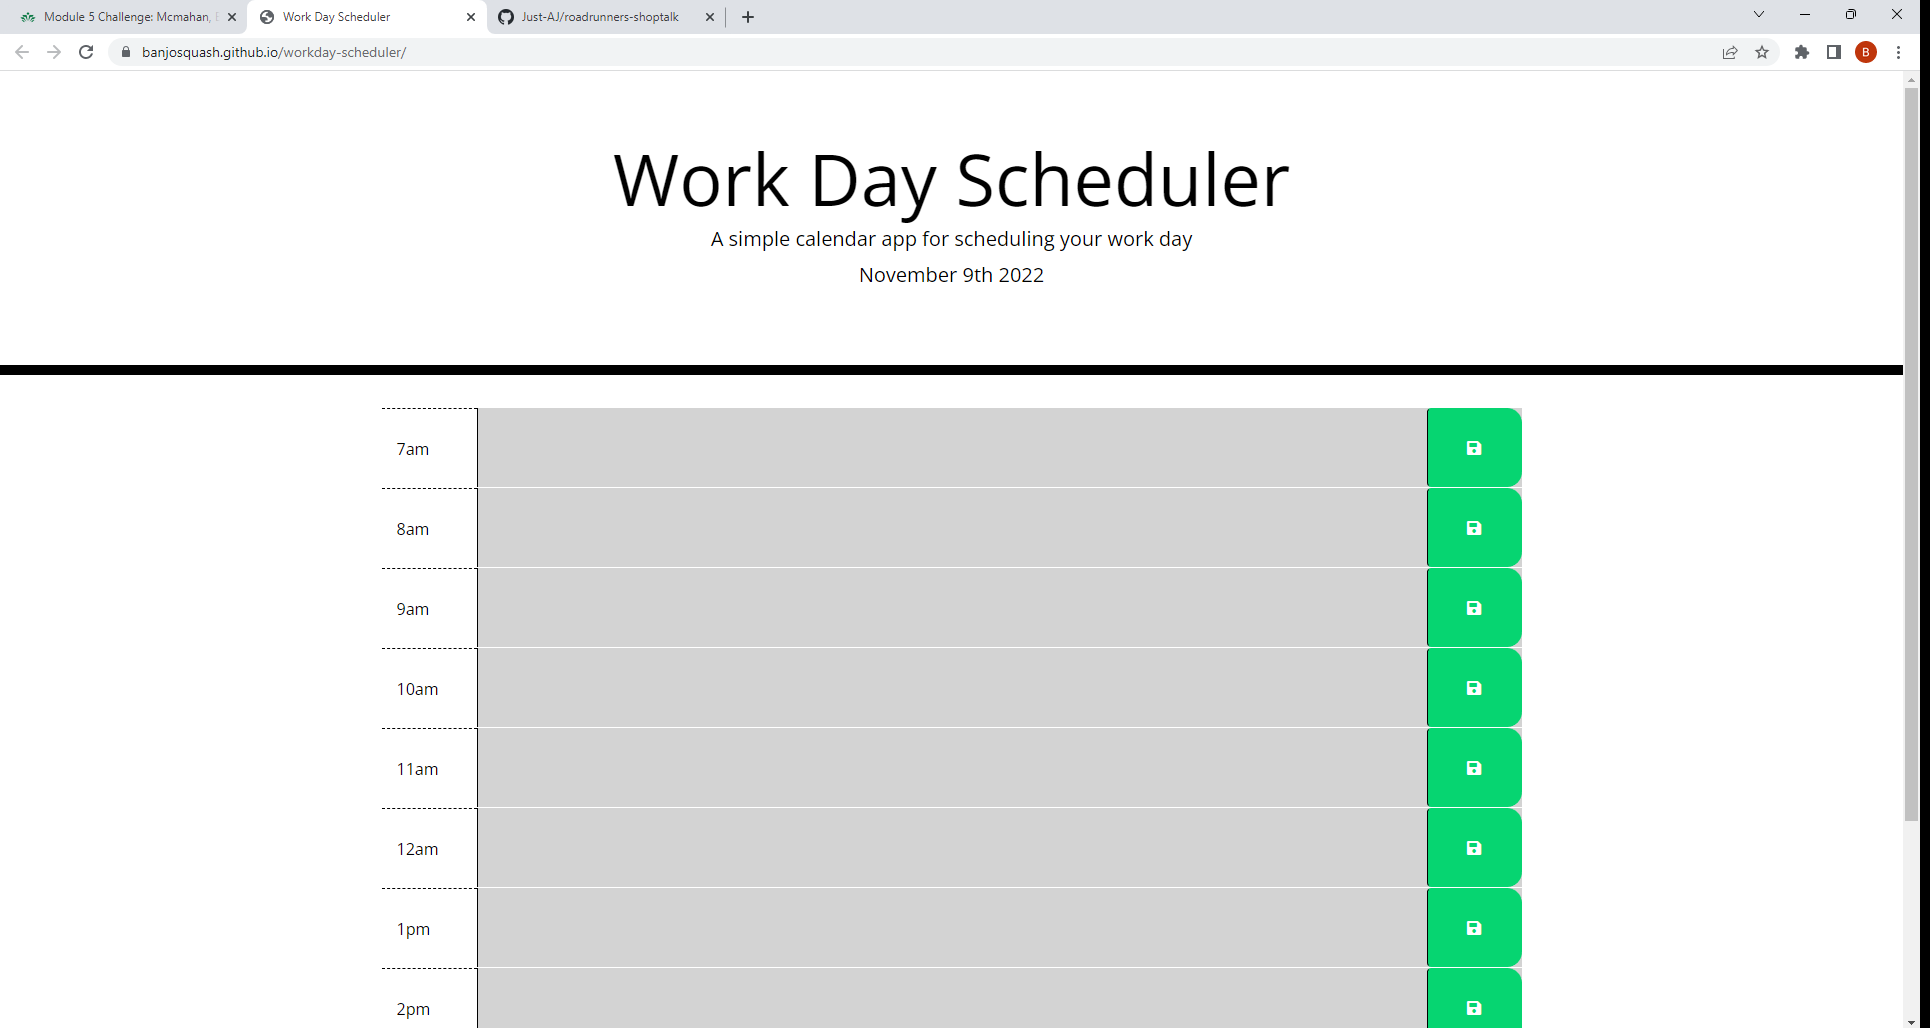 Module 5 Challenge: Mcmahan,
Work Day Scheduler
Just-AJ/roadrunners-shoptalk
banjosquash.github.io/workday-scheduler/
B
Work Day Scheduler
A simple calendar app for scheduling your work day
November 9th 2022
7am
8am
9am
10am
11am
12am
1pm
2pm